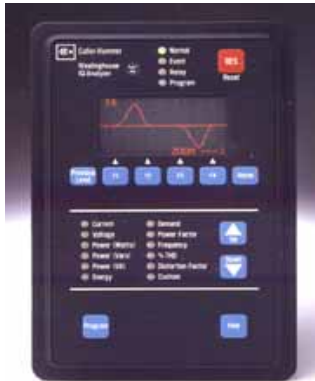 Cutler-Hammer
Westinghouse
IQ Analyzer
Normal
Event
Relay
Program
RES
Reset
ZOOM
Previous
Level
F1
F2
F3
F4
Home
Current
Voltage
Power (Watts)
Power (Vars)
Power (VA)
Energy
Demand
Power Factor
Frequency
% THD
Distortion Factor
Custom
Up
Down
Program
Help